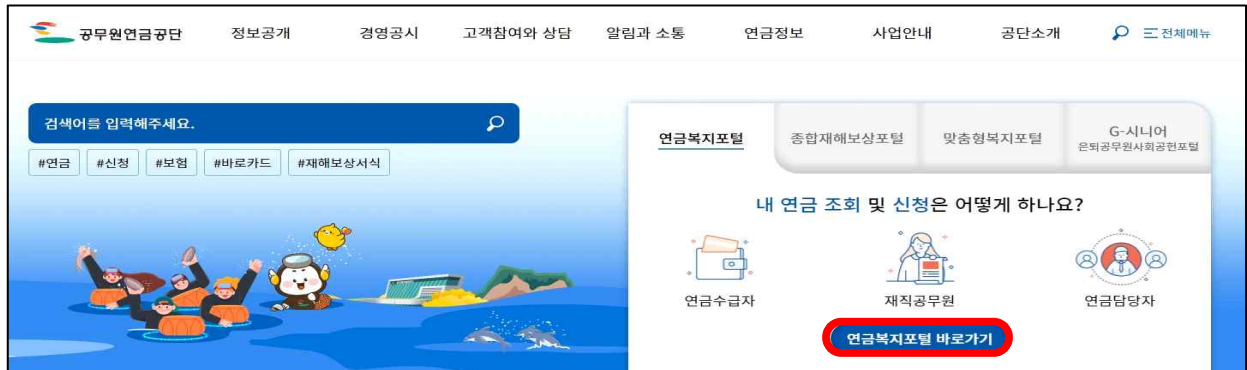 공무원연금공단 정보공개 경영공시 고객참여와 상담 알림과 소통 연금정보 사업안내 공단소개 전체메뉴
검색어를 입력해주세요.
#연금 #신청 #보험 #바로카드 #재해보상서식
연금복지포털 종합재해보상포털 맞춤형복지포털 G-시니어
은퇴공무원사회공헌포털
내 연금 조회 및 신청은 어떻게 하나요?
연금수급자 재직공무원 연금담당자
연금복지포털 바로가기